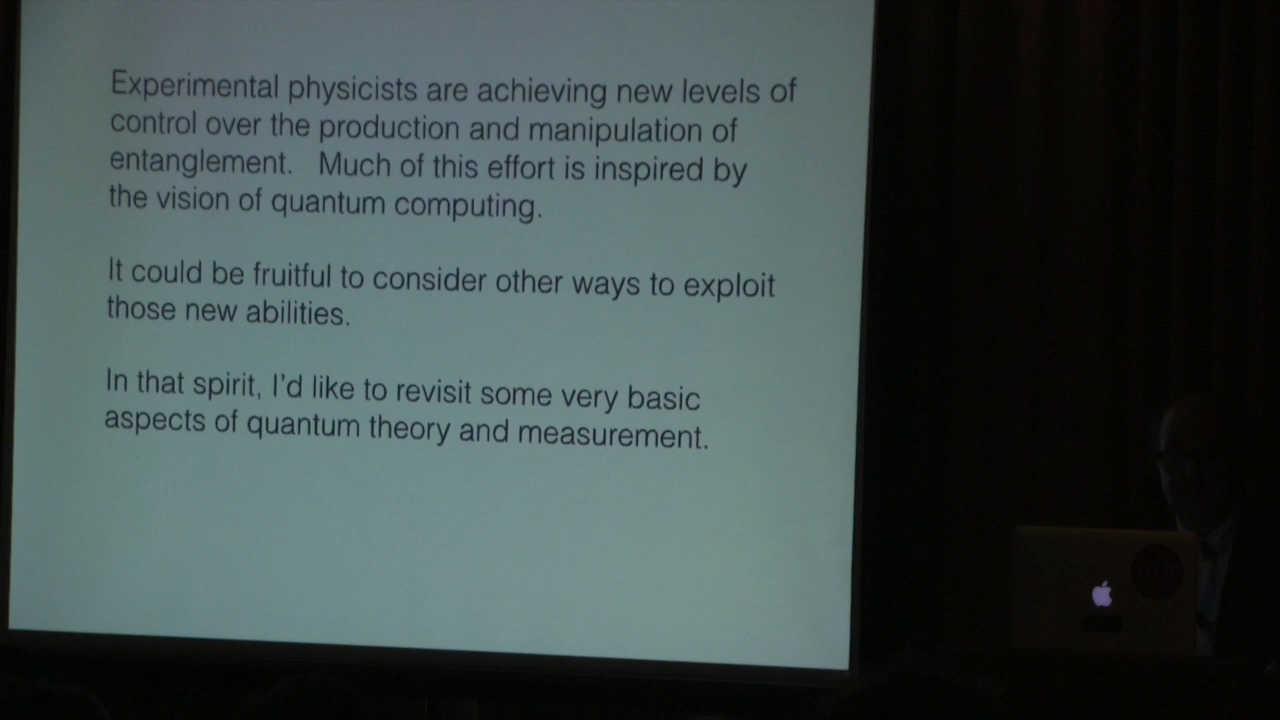 Experimental physicists are achieving new levels of
control over the production and manipulation of
entanglement. Much of this effort is inspired by
the vision of quantum computing.
It could be fruitful to consider other ways to exploit
those new abilities.
In that spirit, I'd like to revisit some very basic
aspects of quantum theory and measurement.